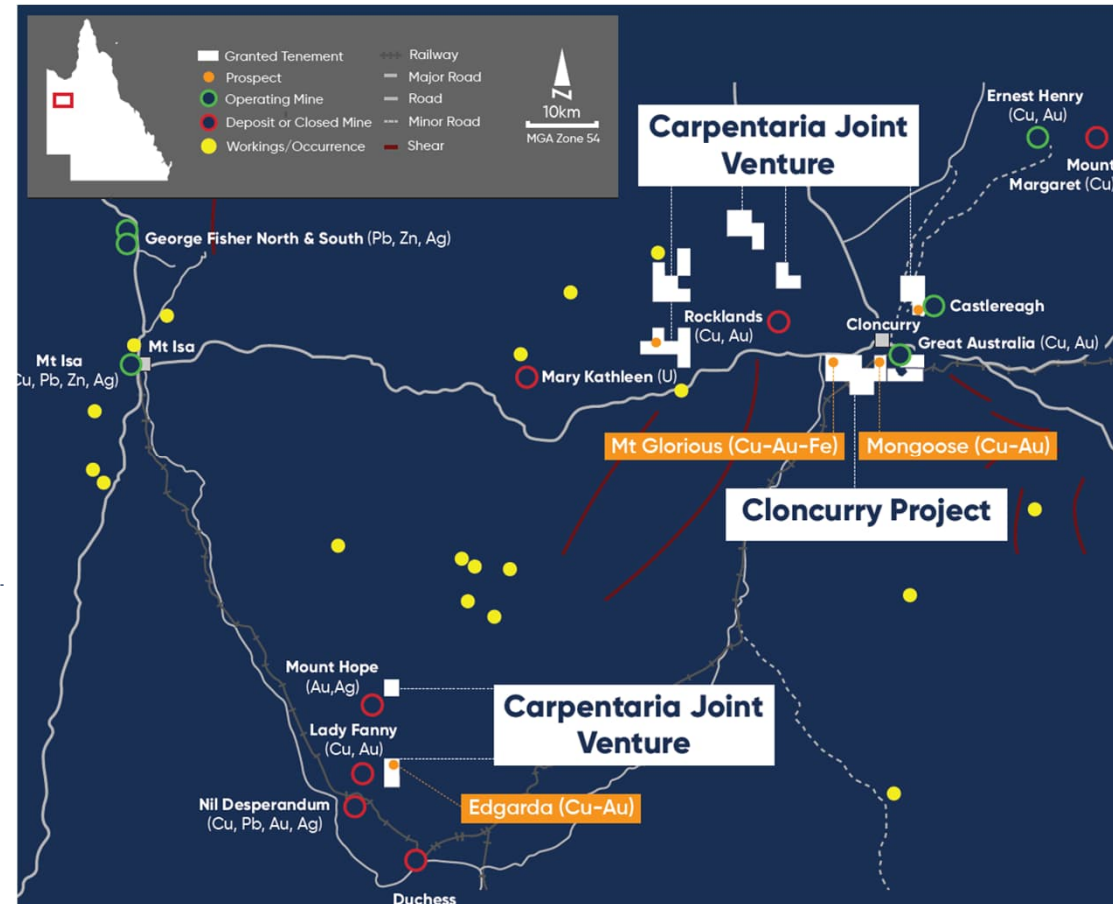 Granted Tenement
Prospect
Operating Mine
Deposit or Closed Mine
Workings/Occurrence
Railway
Major Road
Road
Minor Road
Shear
N
10km
MGA Zone 54
Carpentaria Joint
Venture
Ernest Henry
(Cu, Au)
Mount
Margaret (Cu)
George Fisher North & South (Pb, Zn, Ag)
Mt Isa
Mt Isa
Cu, Pb, Zn, Ag)
Mary Kathleen (U)
Rocklands
(Cu, Au)
Cloncurry
Castlereagh
Great Australia (Cu, Au)
Mt Glorious (Cu-Au-Fe)
Mongoose (Cu-Au)
Cloncurry Project
Mount Hope
(Au,Ag)
Lady Fanny
(Cu, Au)
Carpentaria Joint
Venture
Nil Desperandum
(Cu, Pb, Au, Ag)
Edgarda (Cu-Au)
Duchess